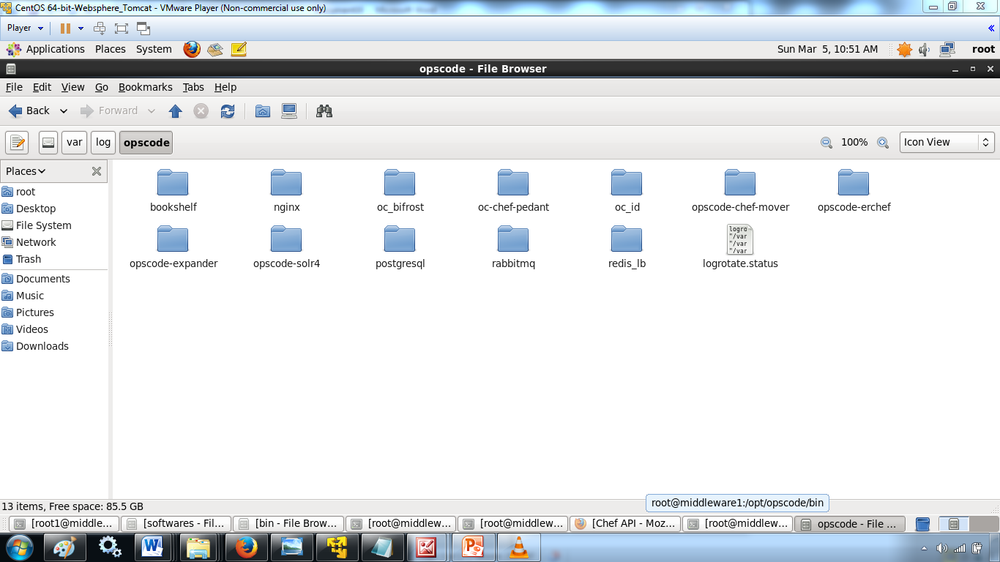 CentOS 64-bit-Websphere_Tomcat - VMware Player (Non-commercial use only)
Player
Applications Places System Sun Mar 5, 10:51 AM root
opscode - File Browser
File Edit View Go Bookmarks Tabs Help
Back Forward
var log opscode 100% Icon View
Places
root
Desktop
File System
Network
Trash
Documents
Music
Pictures
Videos
Downloads
bookshelf nginx oc_bifrost oc-chef-pedant oc_id opscode-chef-mover opscode-erchef
logro
"/var
"/var
"/var
opscode-expander opscode-solr4 postgresql rabbitmq redis_lb logrotate.status
13 items, Free space: 85.5 GB
root@middleware1:/opt/opscode/bin
[root1@middle... [softwares - Fil... [bin - File Brow... [root@middlew... [root@middlew... [Chef API - Moz... [root@middlew... opscode - File ...